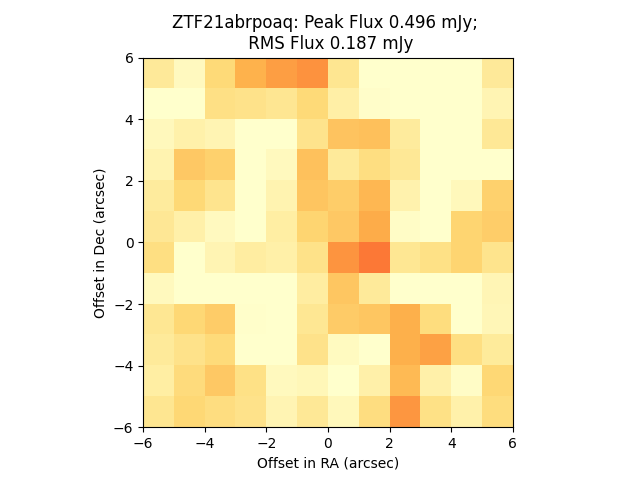 ZTF21abrpoaq: Peak Flux 0.496 mJy;
RMS Flux 0.187 mJy
6
4
2
0
−2
−4
−6
Offset in Dec (arcsec)
−6 −4 −2 0 2 4 6
Offset in RA (arcsec)